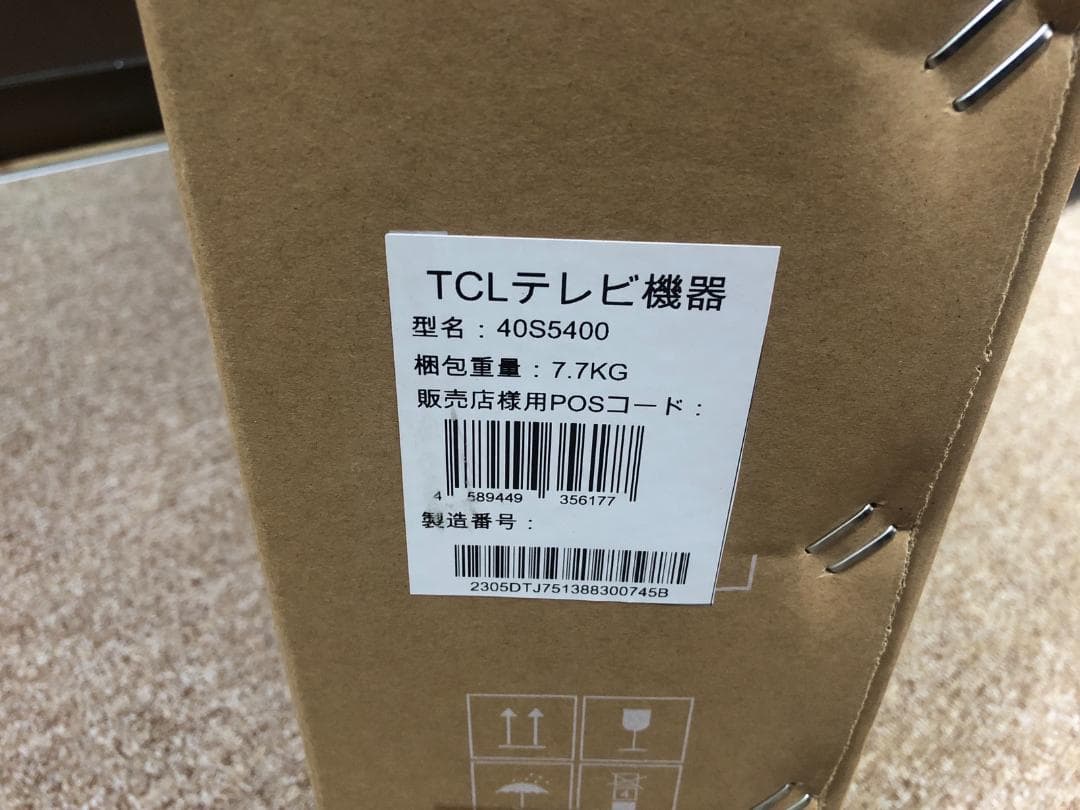 TCLテレビ機器
型名：40S5400
梱包重量：7.7KG
販売店様用POSコード：
4 589449 356177
製造番号：
2305DTJ751388300745B
4